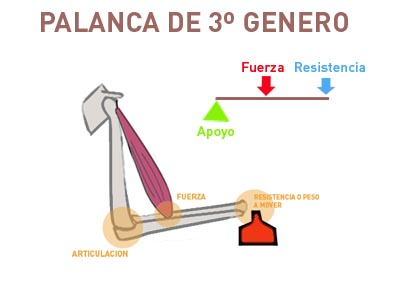 PALANCA DE 3º GENERO
Fuerza Resistencia
Apoyo
FUERZA
RESISTENCIA O PESO
A MOVER
ARTICULACION